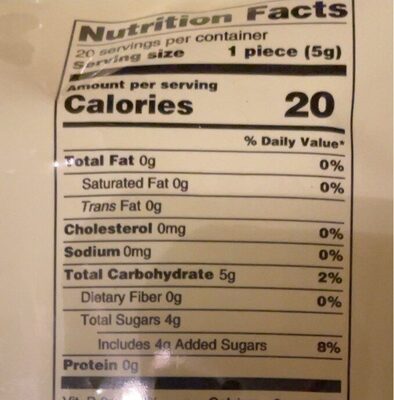 Nutrition Facts
20 servings per container
Serving size 1 piece (5g)
Amount per serving
Calories 20
% Daily Value*
Total Fat 0g 0%
Saturated Fat 0g 0%
Trans Fat 0g
Cholesterol 0mg 0%
Sodium 0mg 0%
Total Carbohydrate 5g 2%
Dietary Fiber 0g 0%
Total Sugars 4g
Includes 4g Added Sugars 8%
Protein 0g